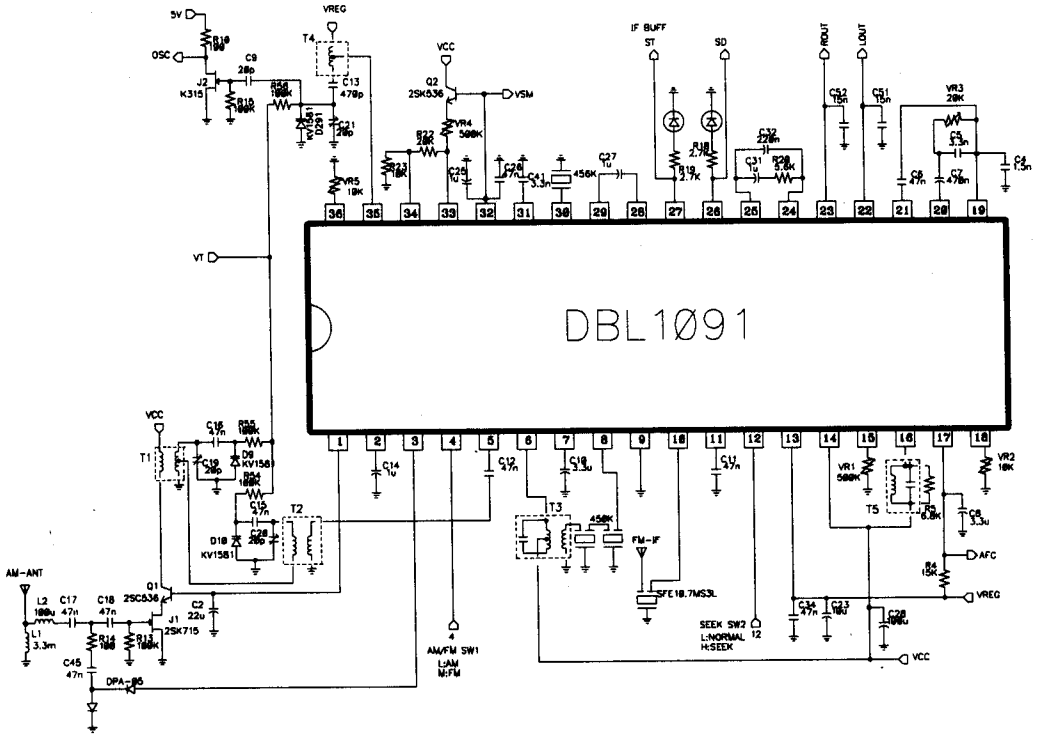 5V
R10
100
OSC
J2
K315
C9
20p
R15
100K
R56
100K
KV1581
D291
VREG
T4
C13
470p
C21
20p
VCC
Q2
2SK536
VSM
VR4
500K
R22
20K
R23
10K
VR5
10K
C25
1u
C41
3.3n
456K
C27
1u
IF BUFF
ST
SD
R19
2.7K
R18
2.7K
C32
220n
C31
1u
R20
5.6K
ROUT
LOUT
C52
15n
C51
15n
VR3
20K
C5
3.3n
C6
47n
C7
470n
C4
1.5n
36
35
34
33
32
31
30
29
28
27
26
25
24
23
22
21
20
19
VT
DBL1091
1
2
3
4
5
6
7
8
9
10
11
12
13
14
15
16
17
18
VCC
T1
C16
47n
R55
100K
C19
20p
D9
KV1581
R54
100K
C15
47n
D10
KV1581
C20
20p
T2
C14
1u
C12
47n
C10
3.3u
C11
47n
VR1
500K
VR2
10K
T5
R5
6.8K
C8
3.3u
T3
450K
FM-IF
SFE10.7MS3L
AFC
R4
15K
VREG
C34
47n
C23
10u
C28
100u
VCC
SEEK SW2
L:NORMAL
H:SEEK
12
4
AM/FM SW1
L:AM
M:FM
AM-ANT
L2
100u
C17
47n
C18
47n
Q1
2SC536
C2
22u
J1
2SK715
L1
3.3m
R14
100
R13
100K
C45
47n
DPA-05